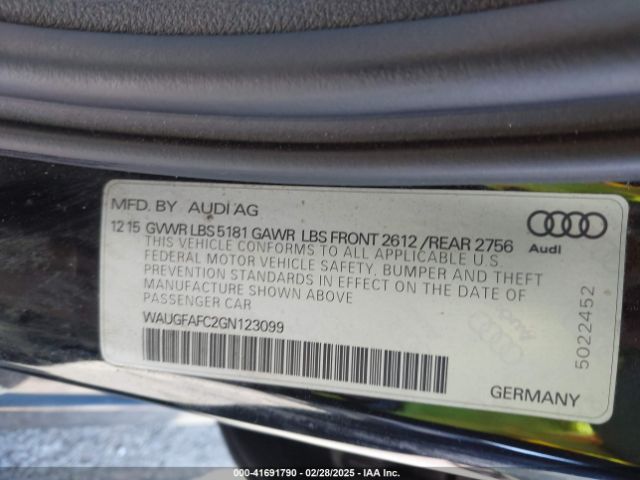 MFD. BY AUDI AG
12 15 GVWR LBS 5181 GAWR LBS FRONT 2612 / REAR 2756
THIS VEHICLE CONFORMS TO ALL APPLICABLE U S
FEDERAL MOTOR VEHICLE SAFETY, BUMPER AND THEFT
PREVENTION STANDARDS IN EFFECT ON THE DATE OF
MANUFACTURE SHOWN ABOVE
PASSENGER CAR
WAUGFAFC2GN123099
Audi
5022452
GERMANY
000-41691790 - 02/28/2025 - IAA Inc.